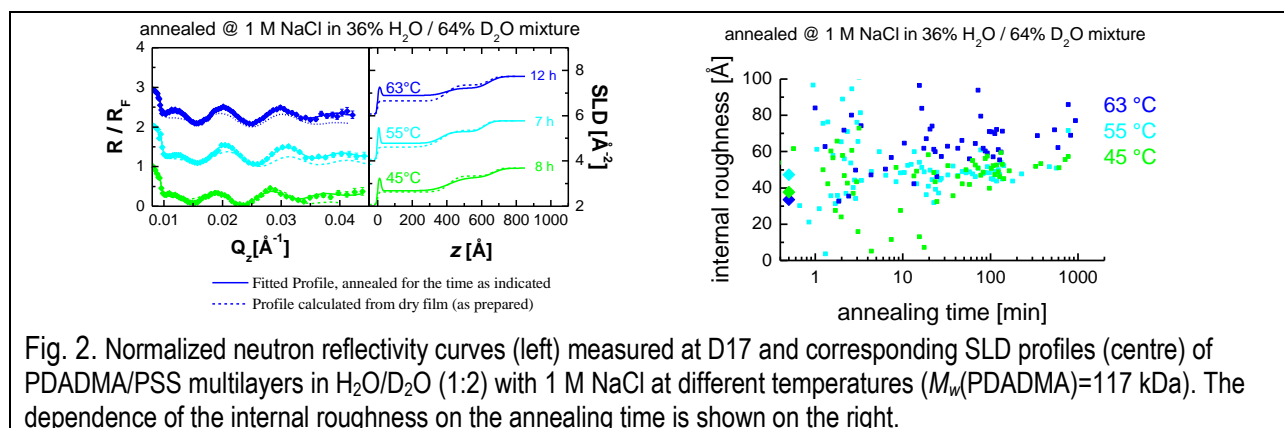 annealed @ 1 M NaCl in 36% H₂O / 64% D₂O mixture
4
3
2
1
0
R / R_F
0.01 0.02 0.03 0.04
Q_z[Å⁻¹]
63°C
55°C
45°C
12 h
7 h
8 h
8
6
4
2
SLD [Å⁻²]
0 200 400 600 800 1000
z [Å]
Fitted Profile, annealed for the time as indicated
Profile calculated from dry film (as prepared)
annealed @ 1 M NaCl in 36% H₂O / 64% D₂O mixture
internal roughness [Å]
100
80
60
40
20
0
1 10 100 1000
annealing time [min]
63 °C
55 °C
45 °C
Fig. 2. Normalized neutron reflectivity curves (left) measured at D17 and corresponding SLD profiles (centre) of
PDADMA/PSS multilayers in H₂O/D₂O (1:2) with 1 M NaCl at different temperatures (M_w(PDADMA)=117 kDa). The
dependence of the internal roughness on the annealing time is shown on the right.